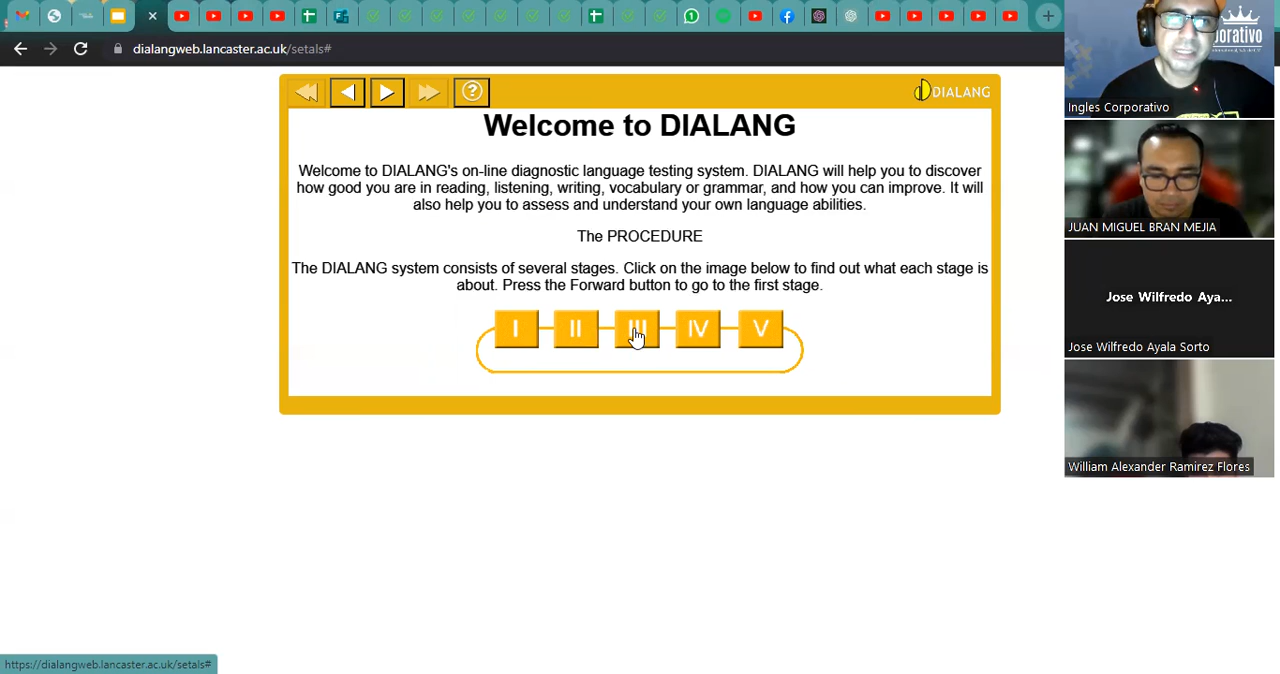 dialangweb.lancaster.ac.uk/setals#
DIALANG
Welcome to DIALANG
Welcome to DIALANG's on-line diagnostic language testing system. DIALANG will help you to discover
how good you are in reading, listening, writing, vocabulary or grammar, and how you can improve. It will
also help you to assess and understand your own language abilities.
The PROCEDURE
The DIALANG system consists of several stages. Click on the image below to find out what each stage is
about. Press the Forward button to go to the first stage.
I II III IV V
https://dialangweb.lancaster.ac.uk/setals#
orporativo
Ingles Corporativo
JUAN MIGUEL BRAN MEJIA
Jose Wilfredo Aya...
Jose Wilfredo Ayala Sorto
William Alexander Ramirez Flores